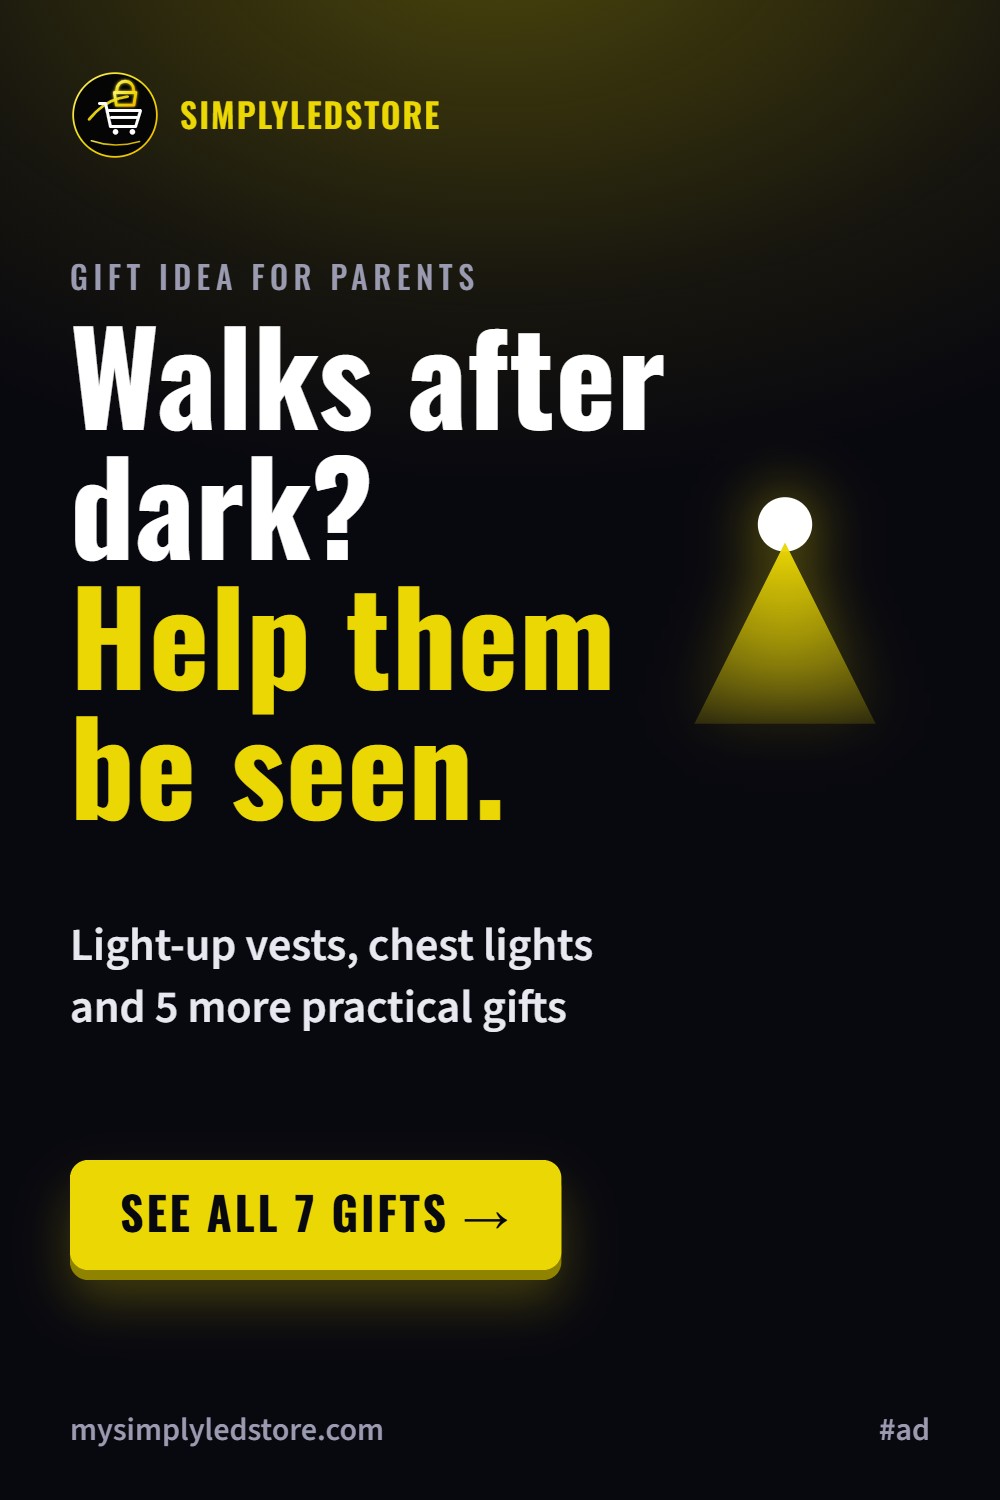 SIMPLYLEDSTORE
GIFT IDEA FOR PARENTS
Walks after
dark?
Help them
be seen.
Light-up vests, chest lights
and 5 more practical gifts
SEE ALL 7 GIFTS →
mysimplyledstore.com
#ad